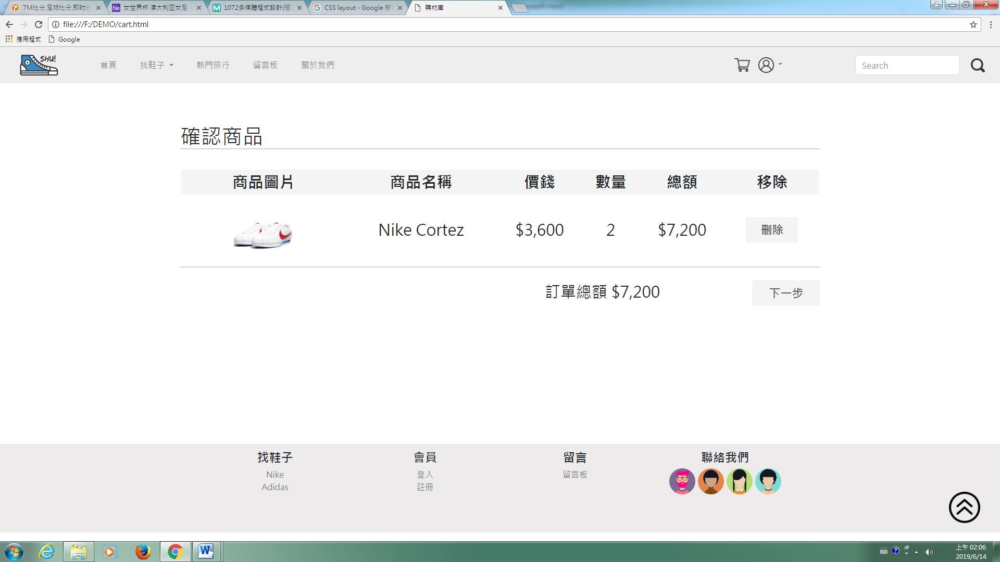 7M比分,足球比分,即时比
女世界杯 澳大利亚女足 -
1072多媒體程式設計(遠
CSS layout - Google 搜
購物車
file:///F:/DEMO/cart.html
應用程式 Google
SHU! 首頁 找鞋子 熱門排行 留言板 關於我們 Search
確認商品
商品圖片 商品名稱 價錢 數量 總額 移除
Nike Cortez $3,600 2 $7,200 刪除
訂單總額 $7,200 下一步
找鞋子 會員 留言 聯絡我們
Nike 登入 留言板
Adidas 註冊
上午 02:06
2019/6/14